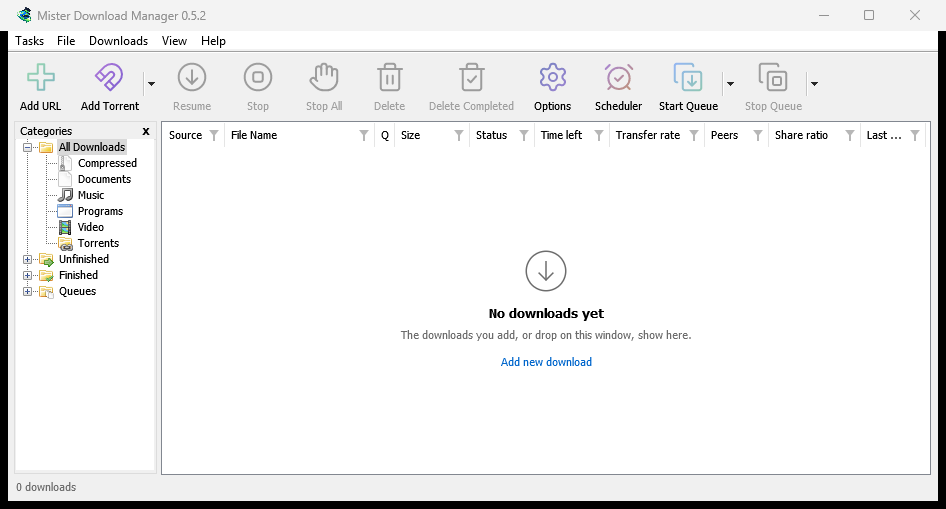 Mister Download Manager 0.5.2
Tasks File Downloads View Help
Add URL Add Torrent Resume Stop Stop All Delete Delete Completed Options Scheduler Start Queue Stop Queue
Categories x
Source File Name Q Size Status Time left Transfer rate Peers Share ratio Last ...
All Downloads
Compressed
Documents
Music
Programs
Video
Torrents
Unfinished
Finished
Queues
No downloads yet
The downloads you add, or drop on this window, show here.
Add new download
0 downloads